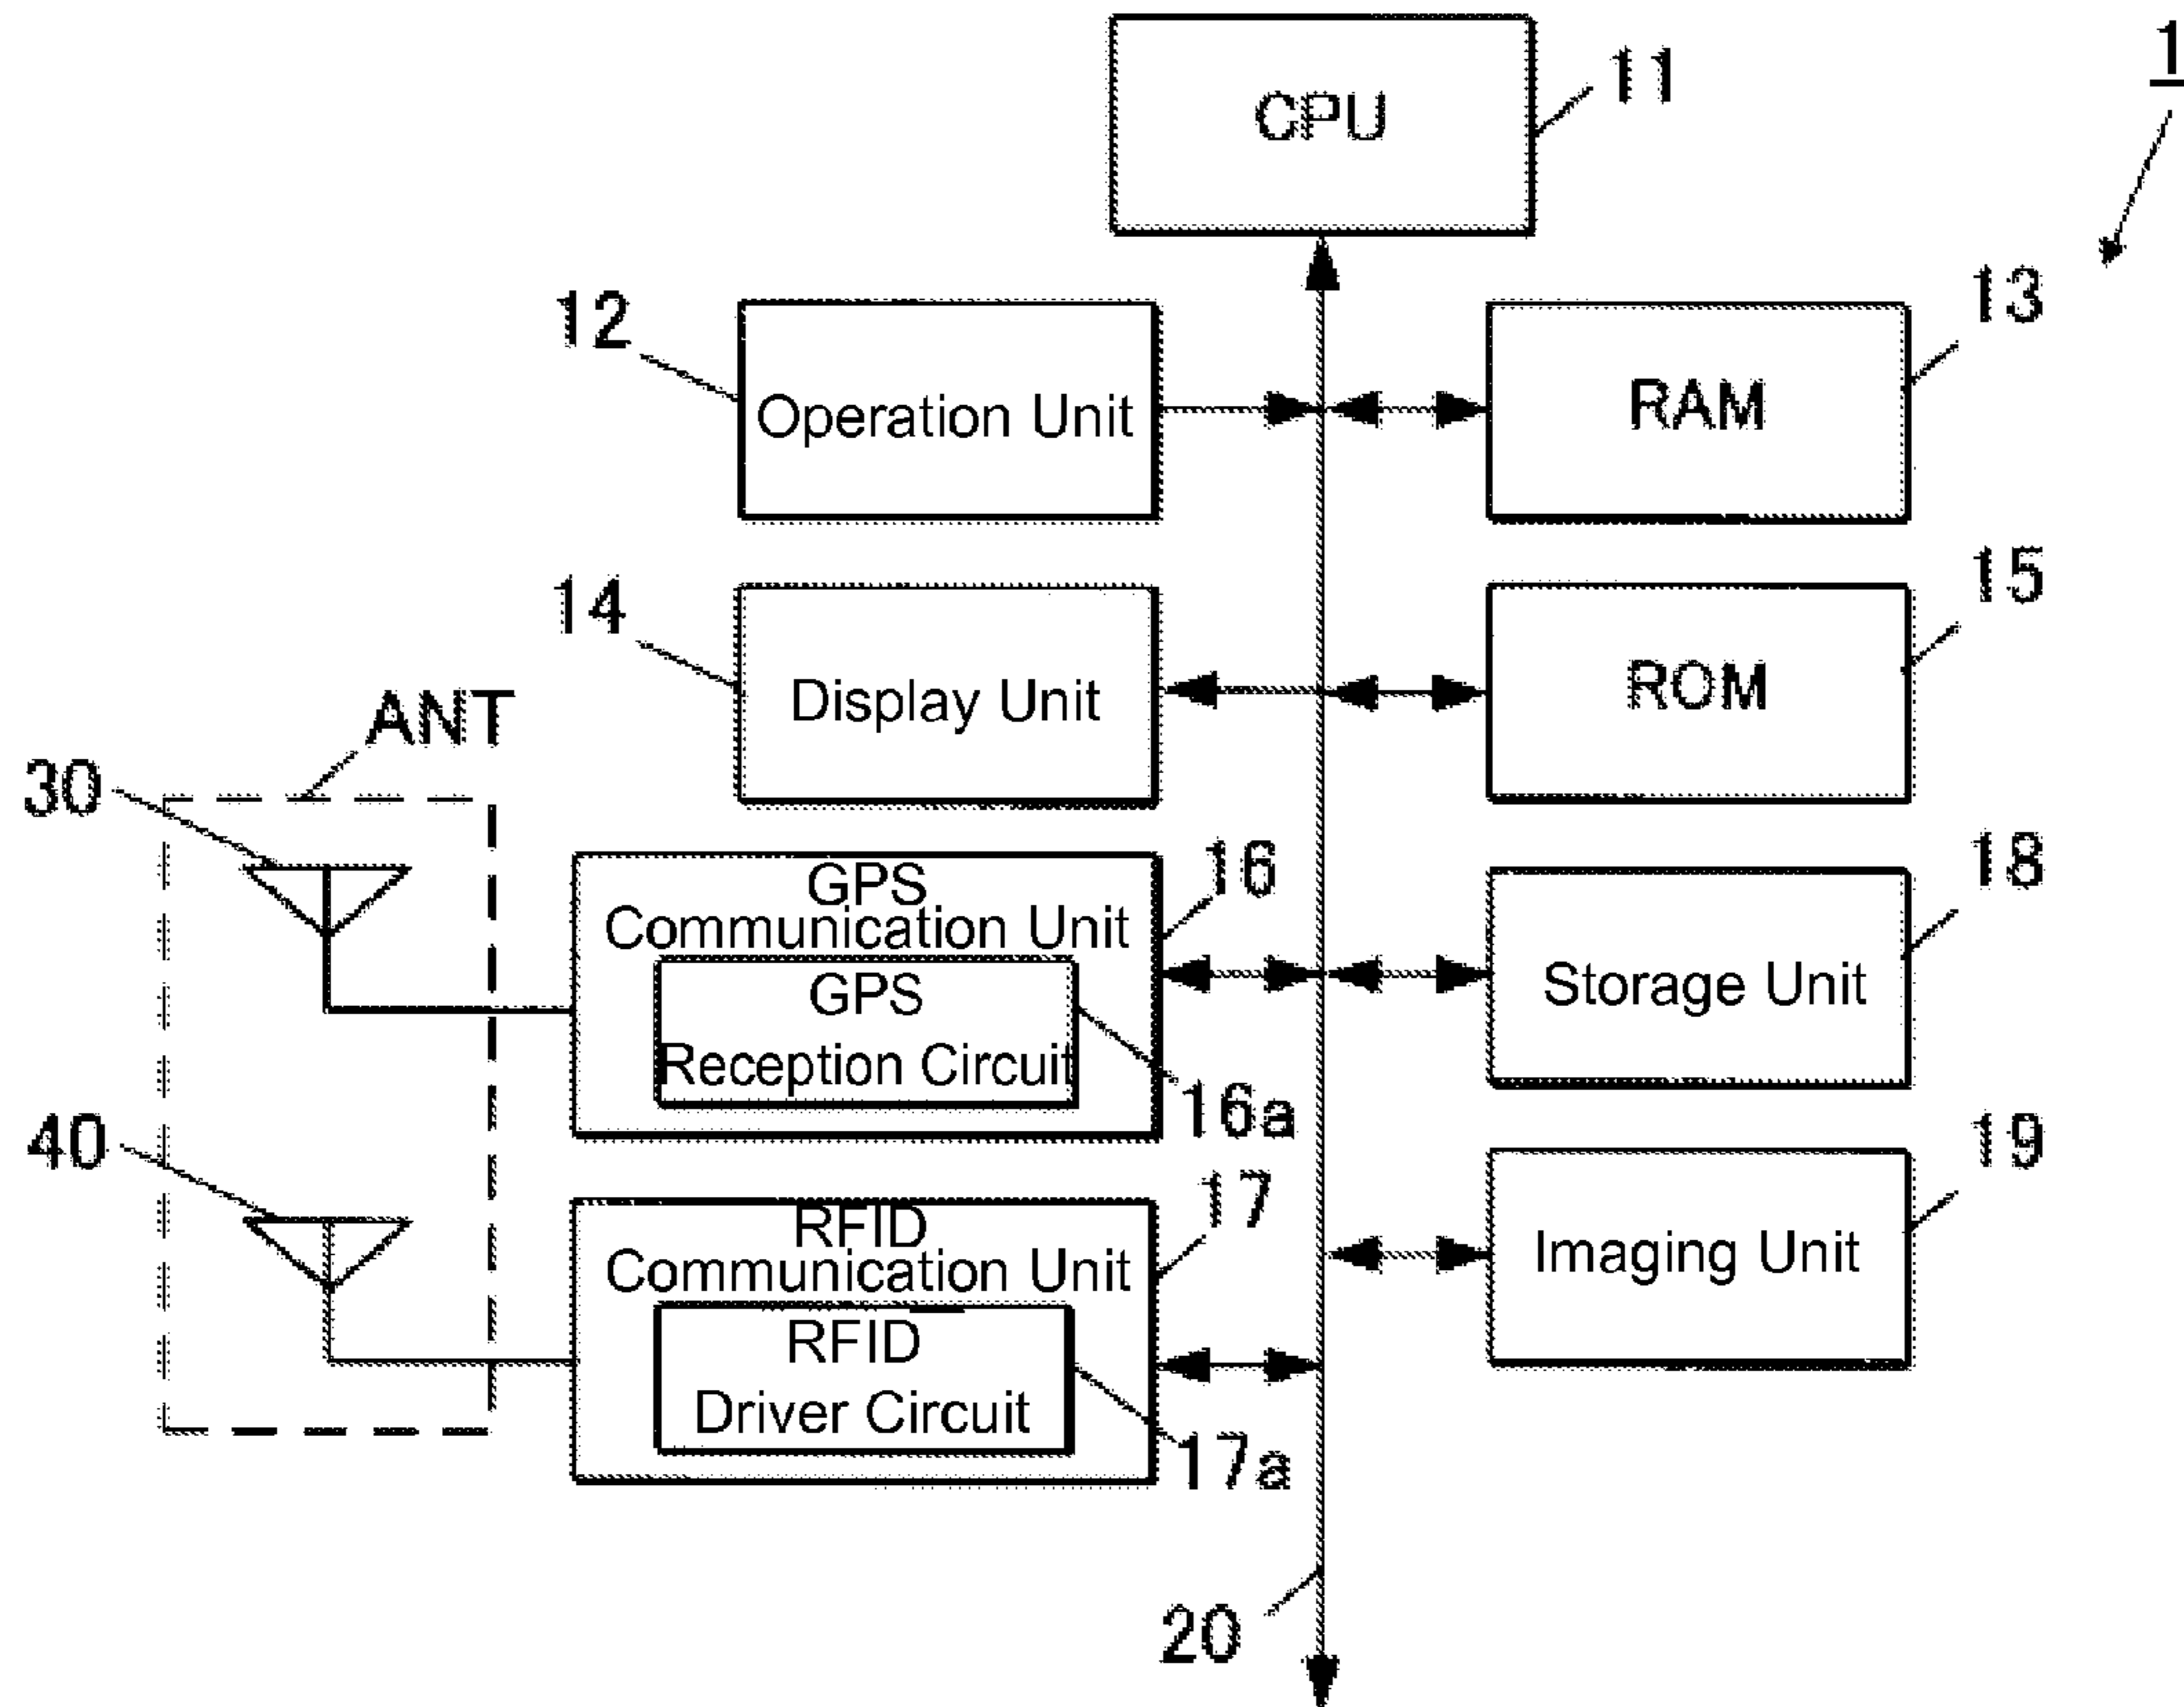 1
CPU
11
12
Operation Unit
13
RAM
14
Display Unit
15
ROM
ANT
30
GPS
Communication Unit
16
GPS
Reception Circuit
16a
18
Storage Unit
40
RFID
Communication Unit
17
RFID
Driver Circuit
17a
19
Imaging Unit
20